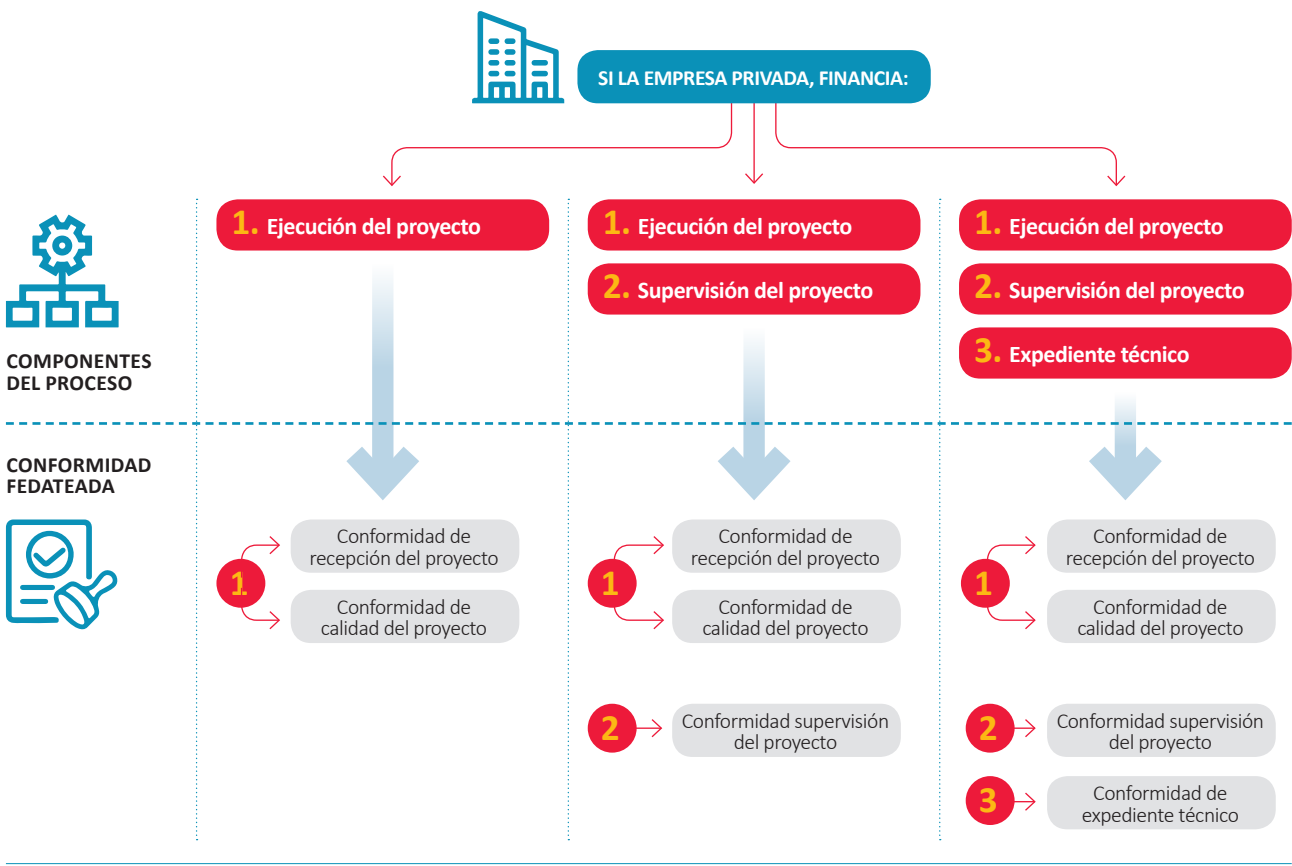 SI LA EMPRESA PRIVADA, FINANCIA:
COMPONENTES
DEL PROCESO
1. Ejecución del proyecto
1. Ejecución del proyecto
2. Supervisión del proyecto
1. Ejecución del proyecto
2. Supervisión del proyecto
3. Expediente técnico
CONFORMIDAD
FEDATEADA
1
Conformidad de
recepción del proyecto
Conformidad de
calidad del proyecto
1
Conformidad de
recepción del proyecto
Conformidad de
calidad del proyecto
2
Conformidad supervisión
del proyecto
1
Conformidad de
recepción del proyecto
Conformidad de
calidad del proyecto
2
Conformidad supervisión
del proyecto
3
Conformidad de
expediente técnico